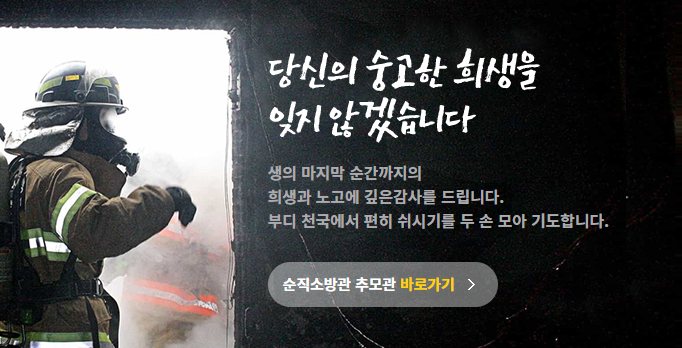 당신의 숭고한 희생을
잊지 않겠습니다
생의 마지막 순간까지의
희생과 노고에 깊은감사를 드립니다.
부디 천국에서 편히 쉬시기를 두 손 모아 기도합니다.
순직소방관 추모관 바로가기